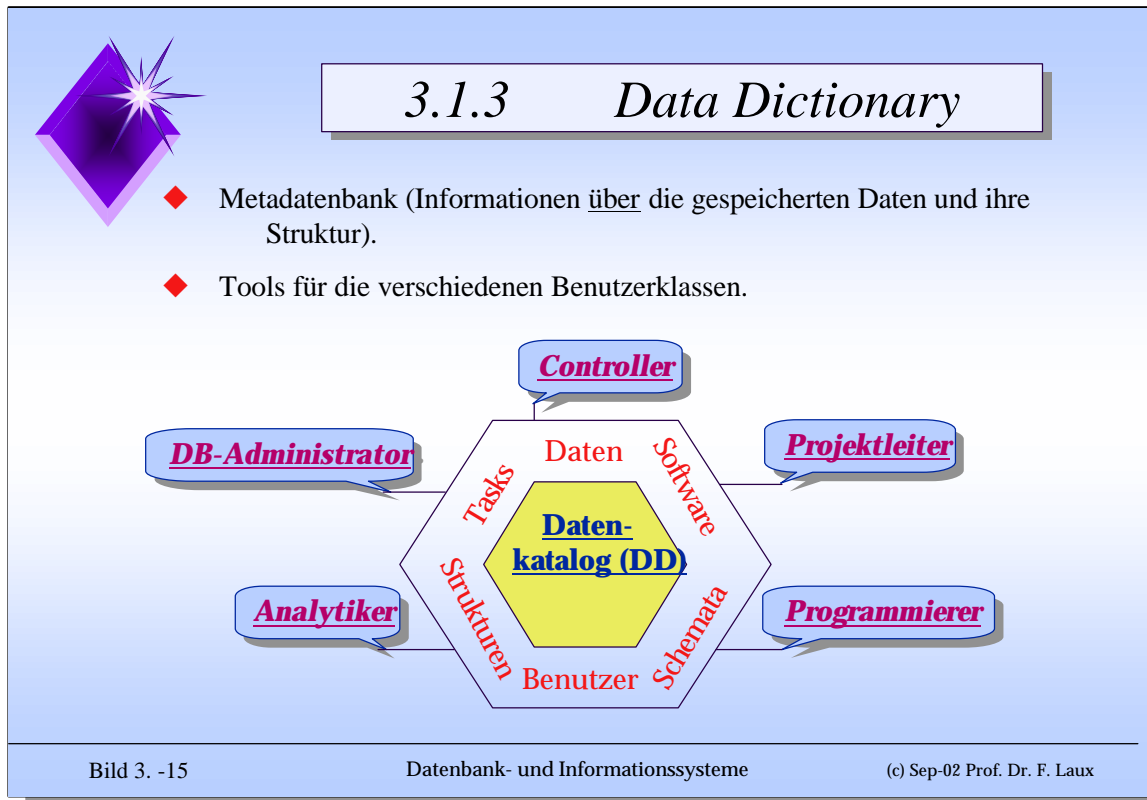 3.1.3 Data Dictionary
Metadatenbank (Informationen über die gespeicherten Daten und ihre
Struktur).
Tools für die verschiedenen Benutzerklassen.
Controller
DB-Administrator
Projektleiter
Daten
Tasks
Software
Daten-
katalog (DD)
Strukturen
Schemata
Benutzer
Analytiker
Programmierer
Bild 3. -15
Datenbank- und Informationssysteme
(c) Sep-02 Prof. Dr. F. Laux